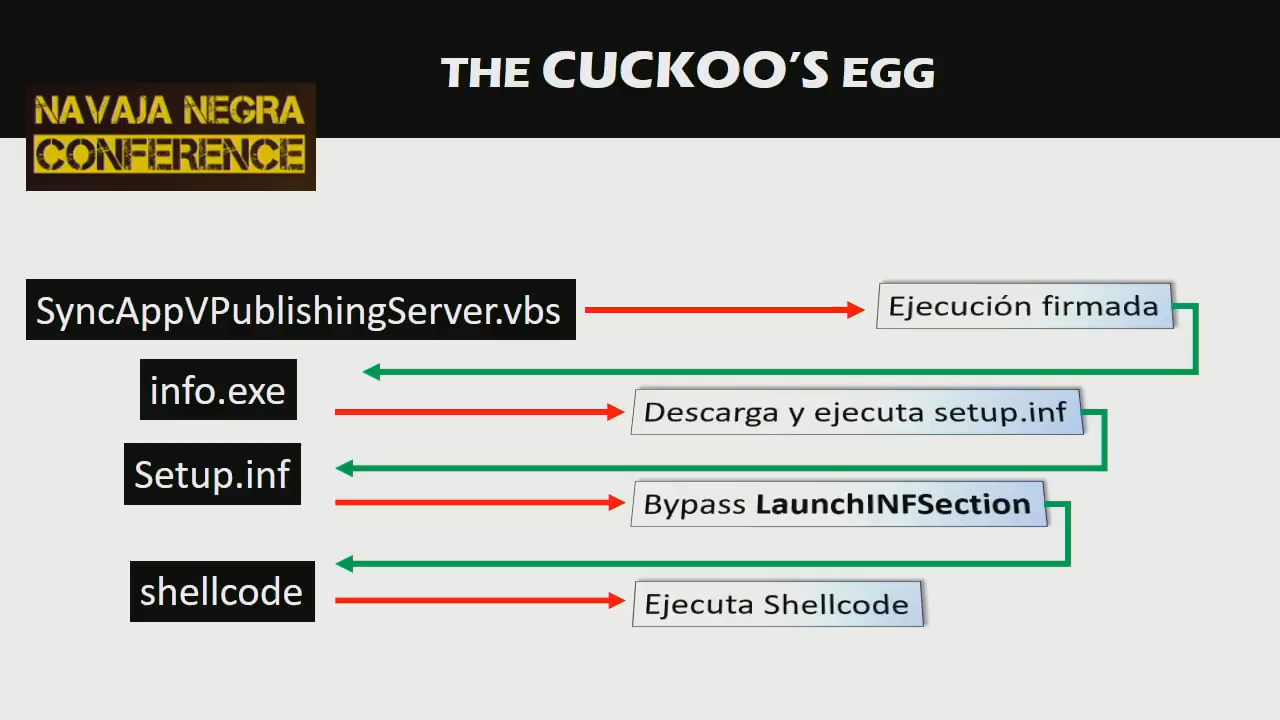 THE CUCKOO'S EGG
NAVAJA NEGRA
CONFERENCE
SyncAppVPublishingServer.vbs
Ejecución firmada
info.exe
Descarga y ejecuta setup.inf
Setup.inf
Bypass LaunchINFSection
shellcode
Ejecuta Shellcode